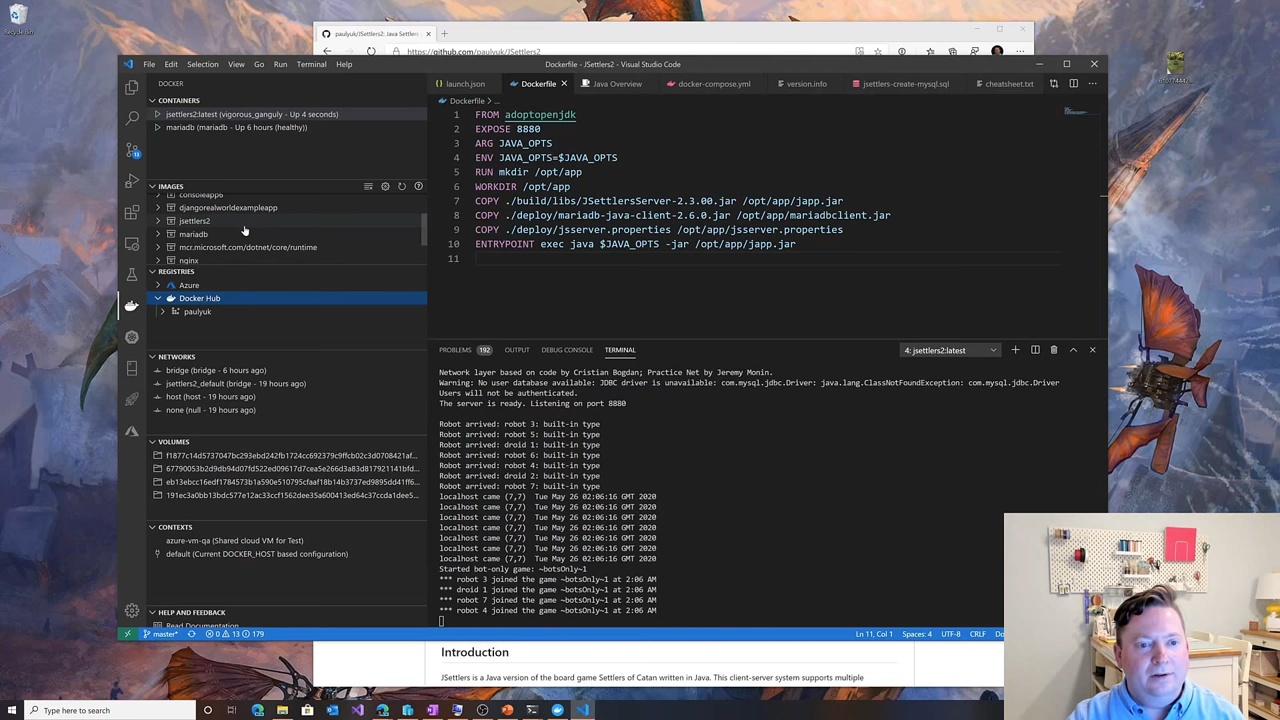 Recycle Bin
paulyuk/JSettlers2: Java Settlers
https://github.com/paulyuk/JSettlers2
File Edit Selection View Go Run Terminal Help
Dockerfile - JSettlers2 - Visual Studio Code
DOCKER
CONTAINERS
jsettlers2:latest (vigorous_ganguly - Up 4 seconds)
mariadb (mariadb - Up 6 hours (healthy))
IMAGES
consoleapp6
djangorealworldexampleapp
jsettlers2
mariadb
mcr.microsoft.com/dotnet/core/runtime
nginx
REGISTRIES
Azure
Docker Hub
paulyuk
NETWORKS
bridge (bridge - 6 hours ago)
jsettlers2_default (bridge - 19 hours ago)
host (host - 19 hours ago)
none (null - 19 hours ago)
VOLUMES
f1877c14d5737047bc293ebd242fb1724cc692379c9ffcb02c3d0708421af...
67790053b2d9db94d07fd522ed09617d7cea5e266d3a83d817921141bfd...
eb13ebbc16edf1784573b1a590e510795cfaaf18b14b3737ed9895dd41ff6...
191ec3a0bb13bdc577e12ac33ccf1562dee35a600413ed64c37ccda1dee5...
CONTEXTS
azure-vm-qa (Shared cloud VM for Test)
default (Current DOCKER_HOST based configuration)
HELP AND FEEDBACK
Read Documentation
launch.json
Dockerfile
Java Overview
docker-compose.yml
version.info
jsettlers-create-mysql.sql
cheatsheet.txt
Dockerfile > ...
1 FROM adoptopenjdk
2 EXPOSE 8880
3 ARG JAVA_OPTS
4 ENV JAVA_OPTS=$JAVA_OPTS
5 RUN mkdir /opt/app
6 WORKDIR /opt/app
7 COPY ./build/libs/JSettlersServer-2.3.00.jar /opt/app/japp.jar
8 COPY ./deploy/mariadb-java-client-2.6.0.jar /opt/app/mariadbclient.jar
9 COPY ./deploy/jsserver.properties /opt/app/jsserver.properties
10 ENTRYPOINT exec java $JAVA_OPTS -jar /opt/app/japp.jar
11
PROBLEMS 192 OUTPUT DEBUG CONSOLE TERMINAL
4: jsettlers2:latest
Network layer based on code by Cristian Bogdan; Practice Net by Jeremy Monin.
Warning: No user database available: JDBC driver is unavailable: com.mysql.jdbc.Driver: java.lang.ClassNotFoundException: com.mysql.jdbc.Driver
Users will not be authenticated.
The server is ready. Listening on port 8880
Robot arrived: robot 3: built-in type
Robot arrived: robot 5: built-in type
Robot arrived: droid 1: built-in type
Robot arrived: robot 6: built-in type
Robot arrived: robot 4: built-in type
Robot arrived: droid 2: built-in type
Robot arrived: robot 7: built-in type
localhost came (7,7) Tue May 26 02:06:16 GMT 2020
localhost came (7,7) Tue May 26 02:06:16 GMT 2020
localhost came (7,7) Tue May 26 02:06:16 GMT 2020
localhost came (7,7) Tue May 26 02:06:16 GMT 2020
localhost came (7,7) Tue May 26 02:06:16 GMT 2020
localhost came (7,7) Tue May 26 02:06:16 GMT 2020
localhost came (7,7) Tue May 26 02:06:16 GMT 2020
Started bot-only game: ~botsOnly~1
*** robot 3 joined the game ~botsOnly~1 at 2:06 AM
*** droid 1 joined the game ~botsOnly~1 at 2:06 AM
*** robot 7 joined the game ~botsOnly~1 at 2:06 AM
*** robot 4 joined the game ~botsOnly~1 at 2:06 AM
13
master* 0 13 179
Ln 11, Col 1 Spaces: 4 UTF-8 CRLF
Introduction
JSettlers is a Java version of the board game Settlers of Catan written in Java. This client-server system supports multiple
Type here to search